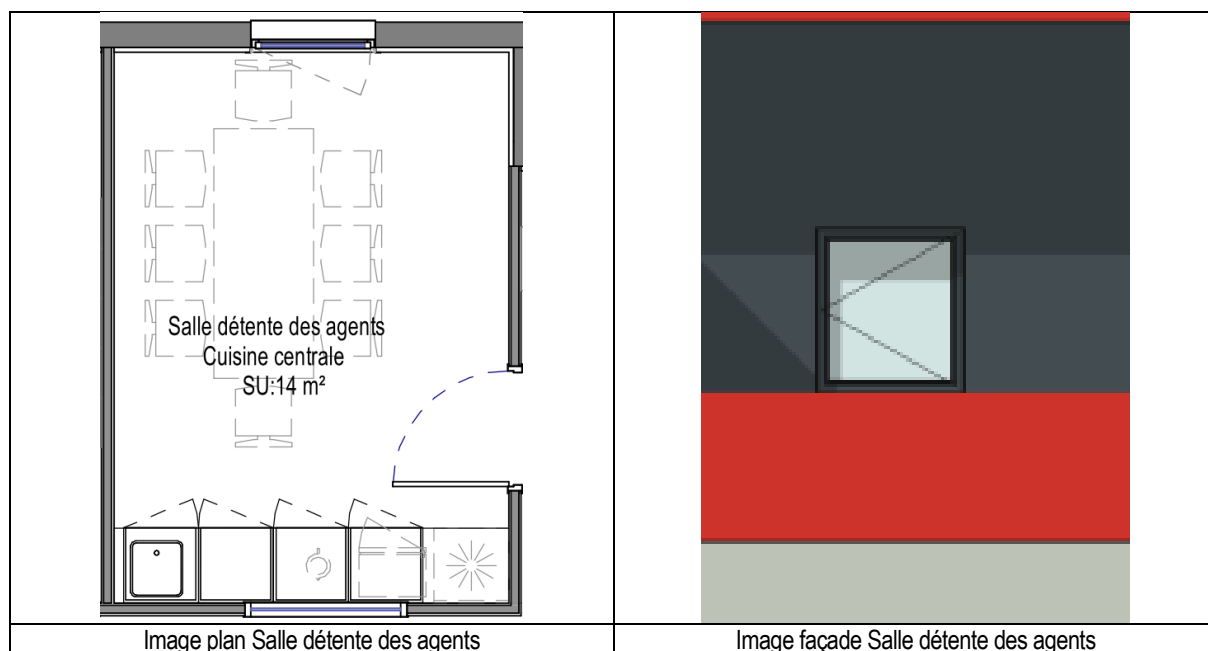 Salle détente des agents
Cuisine centrale
SU:14 m²
Image plan Salle détente des agents
Image façade Salle détente des agents